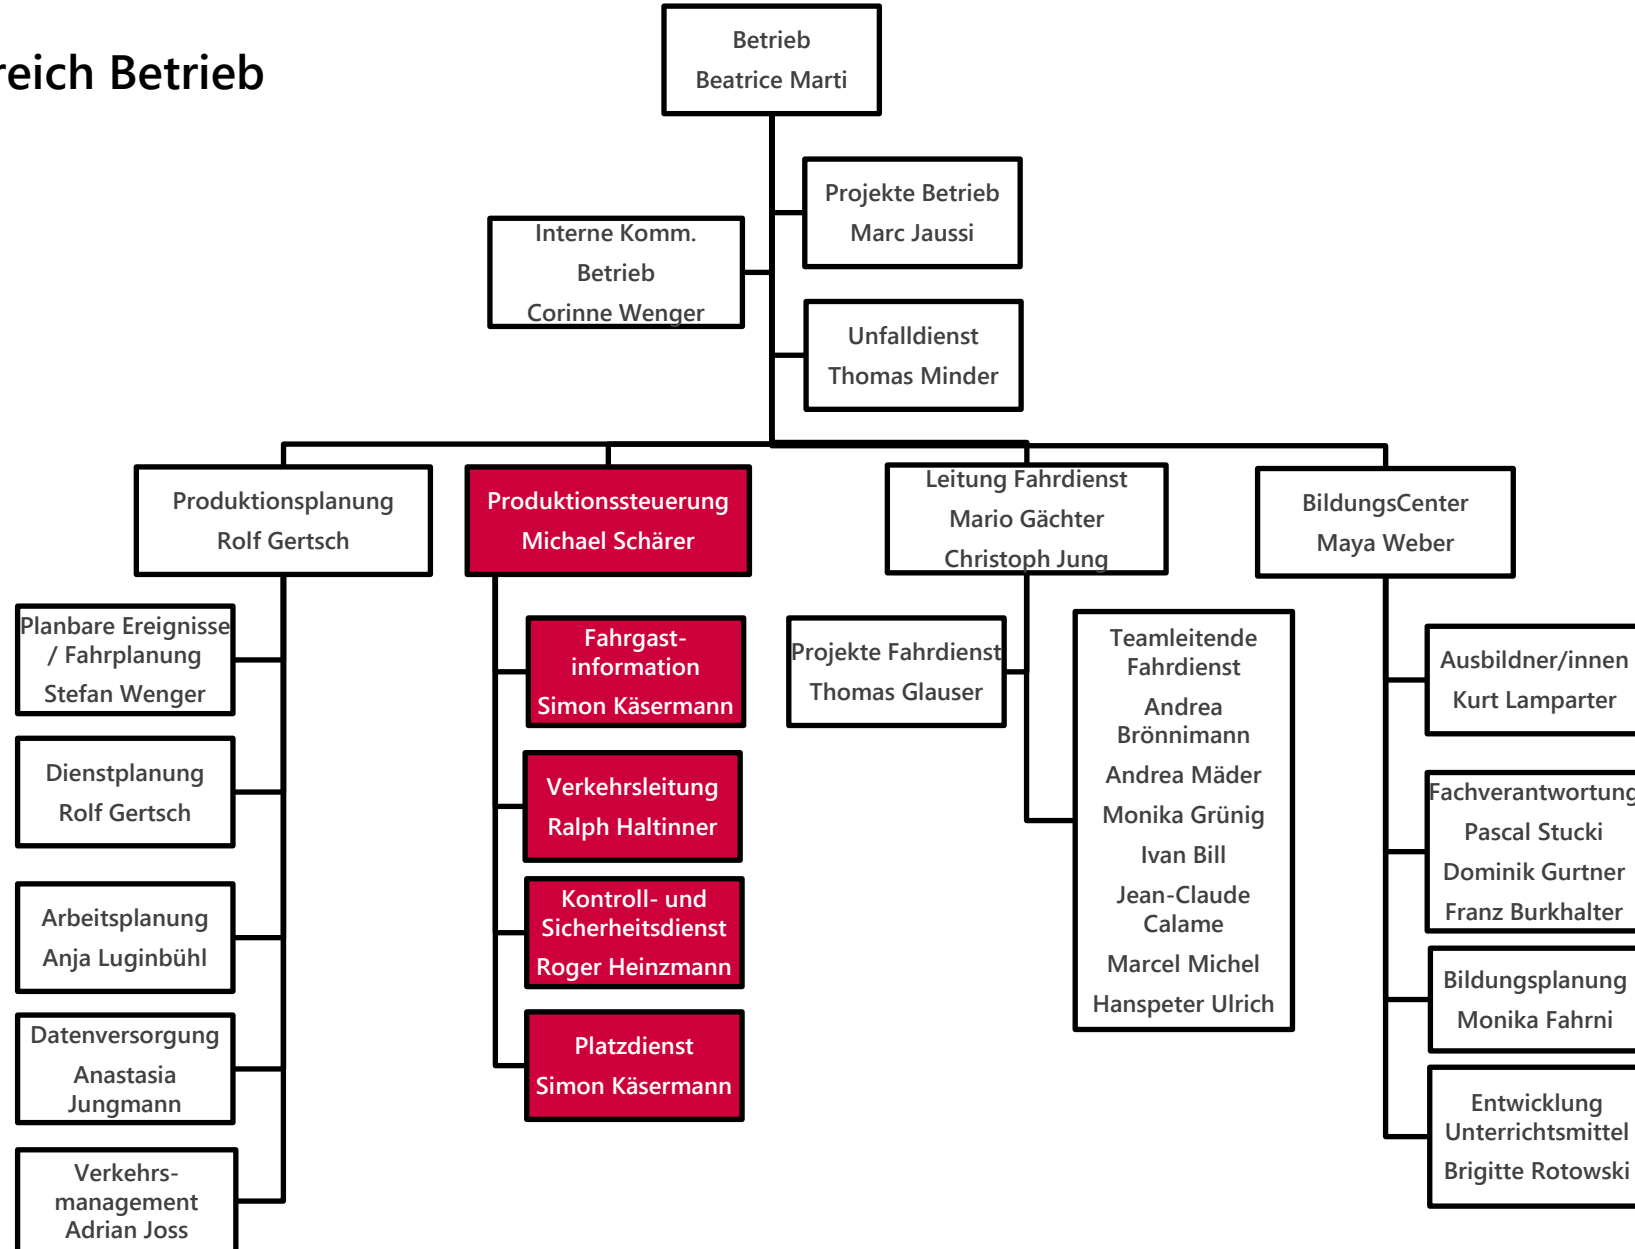 reich Betrieb
Betrieb
Beatrice Marti
Projekte Betrieb
Marc Jaussi
Interne Komm.
Betrieb
Corinne Wenger
Unfalldienst
Thomas Minder
Produktionsplanung
Rolf Gertsch
Produktionssteuerung
Michael Schärer
Leitung Fahrdienst
Mario Gächter
Christoph Jung
BildungsCenter
Maya Weber
Planbare Ereignisse
/ Fahrplanung
Stefan Wenger
Dienstplanung
Rolf Gertsch
Arbeitsplanung
Anja Luginbühl
Datenversorgung
Anastasia
Jungmann
Verkehrs-
management
Adrian Joss
Fahrgast-
information
Simon Käsermann
Verkehrsleitung
Ralph Haltinner
Kontroll- und
Sicherheitsdienst
Roger Heinzmann
Platzdienst
Simon Käsermann
Projekte Fahrdienst
Thomas Glauser
Teamleitende
Fahrdienst
Andrea
Brönnimann
Andrea Mäder
Monika Grünig
Ivan Bill
Jean-Claude
Calame
Marcel Michel
Hanspeter Ulrich
Ausbildner/innen
Kurt Lamparter
Fachverantwortung
Pascal Stucki
Dominik Gurtner
Franz Burkhalter
Bildungsplanung
Monika Fahrni
Entwicklung
Unterrichtsmittel
Brigitte Rotowski